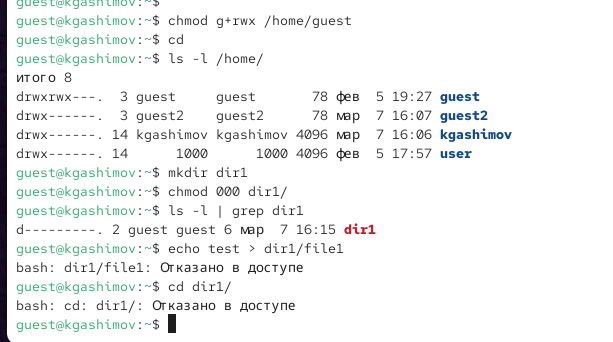 guest@kgashimov:~$
guest@kgashimov:~$ chmod g+rwx /home/guest
guest@kgashimov:~$ cd
guest@kgashimov:~$ ls -l /home/
итого 8
drwxrwx---.  3 guest     guest       78 фев  5 19:27 guest
drwx------.  3 guest2    guest2      78 мар  7 16:07 guest2
drwx------. 14 kgashimov kgashimov 4096 мар  7 16:06 kgashimov
drwx------. 14      1000      1000 4096 фев  5 17:57 user
guest@kgashimov:~$ mkdir dir1
guest@kgashimov:~$ chmod 000 dir1/
guest@kgashimov:~$ ls -l | grep dir1
d---------. 2 guest guest 6 мар  7 16:15 dir1
guest@kgashimov:~$ echo test > dir1/file1
bash: dir1/file1: Отказано в доступе
guest@kgashimov:~$ cd dir1/
bash: cd: dir1/: Отказано в доступе
guest@kgashimov:~$